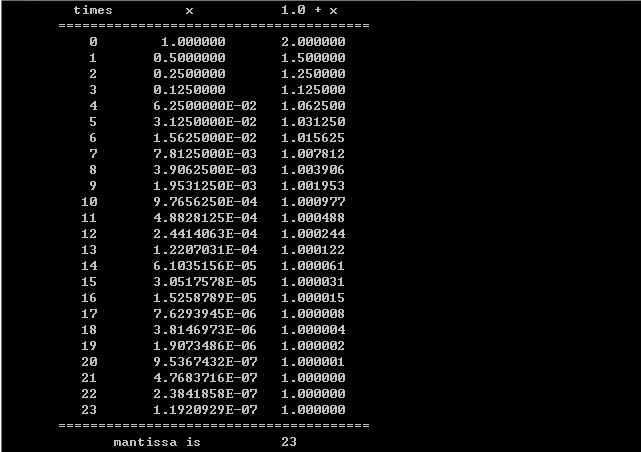 times x 1.0 + x
=======================================
0 1.000000 2.000000
1 0.5000000 1.500000
2 0.2500000 1.250000
3 0.1250000 1.125000
4 6.2500000E-02 1.062500
5 3.1250000E-02 1.031250
6 1.5625000E-02 1.015625
7 7.8125000E-03 1.007812
8 3.9062500E-03 1.003906
9 1.9531250E-03 1.001953
10 9.7656250E-04 1.000977
11 4.8828125E-04 1.000488
12 2.4414063E-04 1.000244
13 1.2207031E-04 1.000122
14 6.1035156E-05 1.000061
15 3.0517578E-05 1.000031
16 1.5258789E-05 1.000015
17 7.6293945E-06 1.000008
18 3.8146973E-06 1.000004
19 1.9073486E-06 1.000002
20 9.5367432E-07 1.000001
21 4.7683716E-07 1.000000
22 2.3841858E-07 1.000000
23 1.1920929E-07 1.000000
=======================================
mantissa is 23